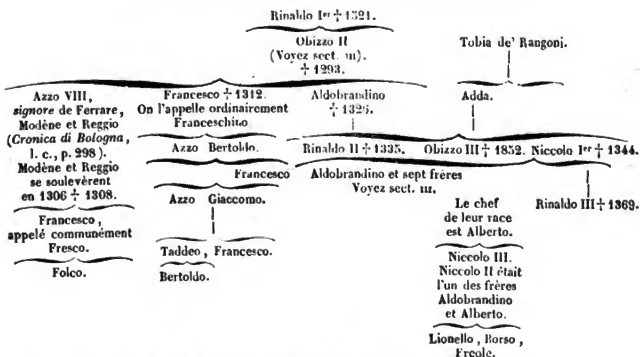 Rinaldo Ier † 1321.
Obizzo II
(Voyez sect. III).
† 1293.
Tobia de' Rangoni.
Azzo VIII,
signore de Ferrare,
Modène et Reggio
(Cronica di Bologna,
l. c., p. 298).
Modène et Reggio
se soulevèrent
en 1306 † 1308.
Francesco,
appelé communément
Fresco.
Folco.
Francesco † 1312.
On l'appelle ordinairement
Franceschito
Azzo Bertoldo.
Francesco
Azzo Giaccomo.
Taddeo, Francesco.
Bertoldo.
Aldobrandino
† 1326.
Adda.
Rinaldo II † 1335. Obizzo III † 1352. Niccolo Ier † 1344.
Aldobrandino et sept frères
Voyez sect. III.
Rinaldo III † 1369.
Le chef
de leur race
est Alberto.
Niccolo III.
Niccolo II était
l'un des frères
Aldobrandino
et Alberto.
Lionello, Borso,
Ercole.